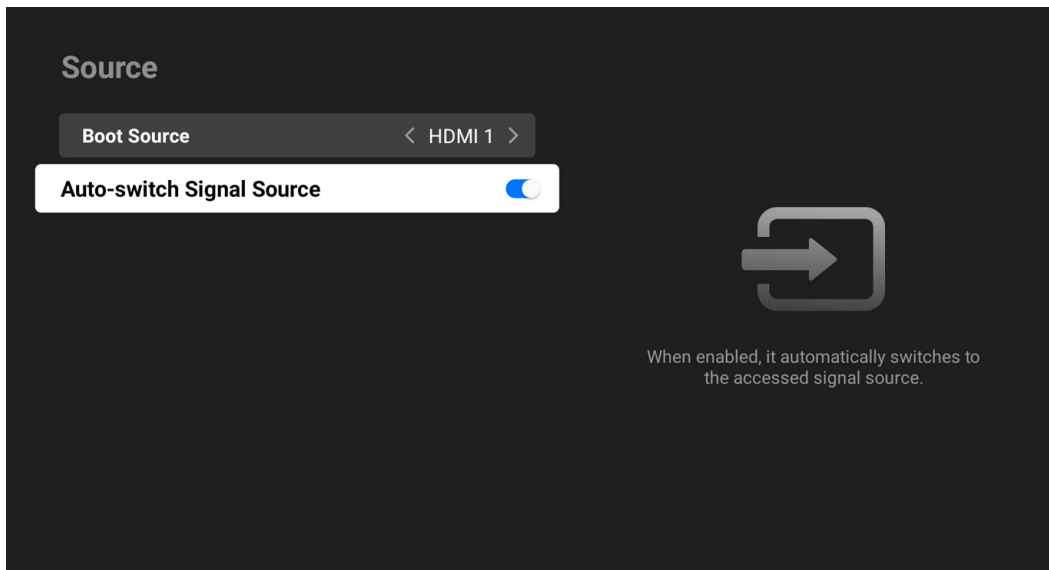 Source
Boot Source < HDMI 1 >
Auto-switch Signal Source
When enabled, it automatically switches to
the accessed signal source.